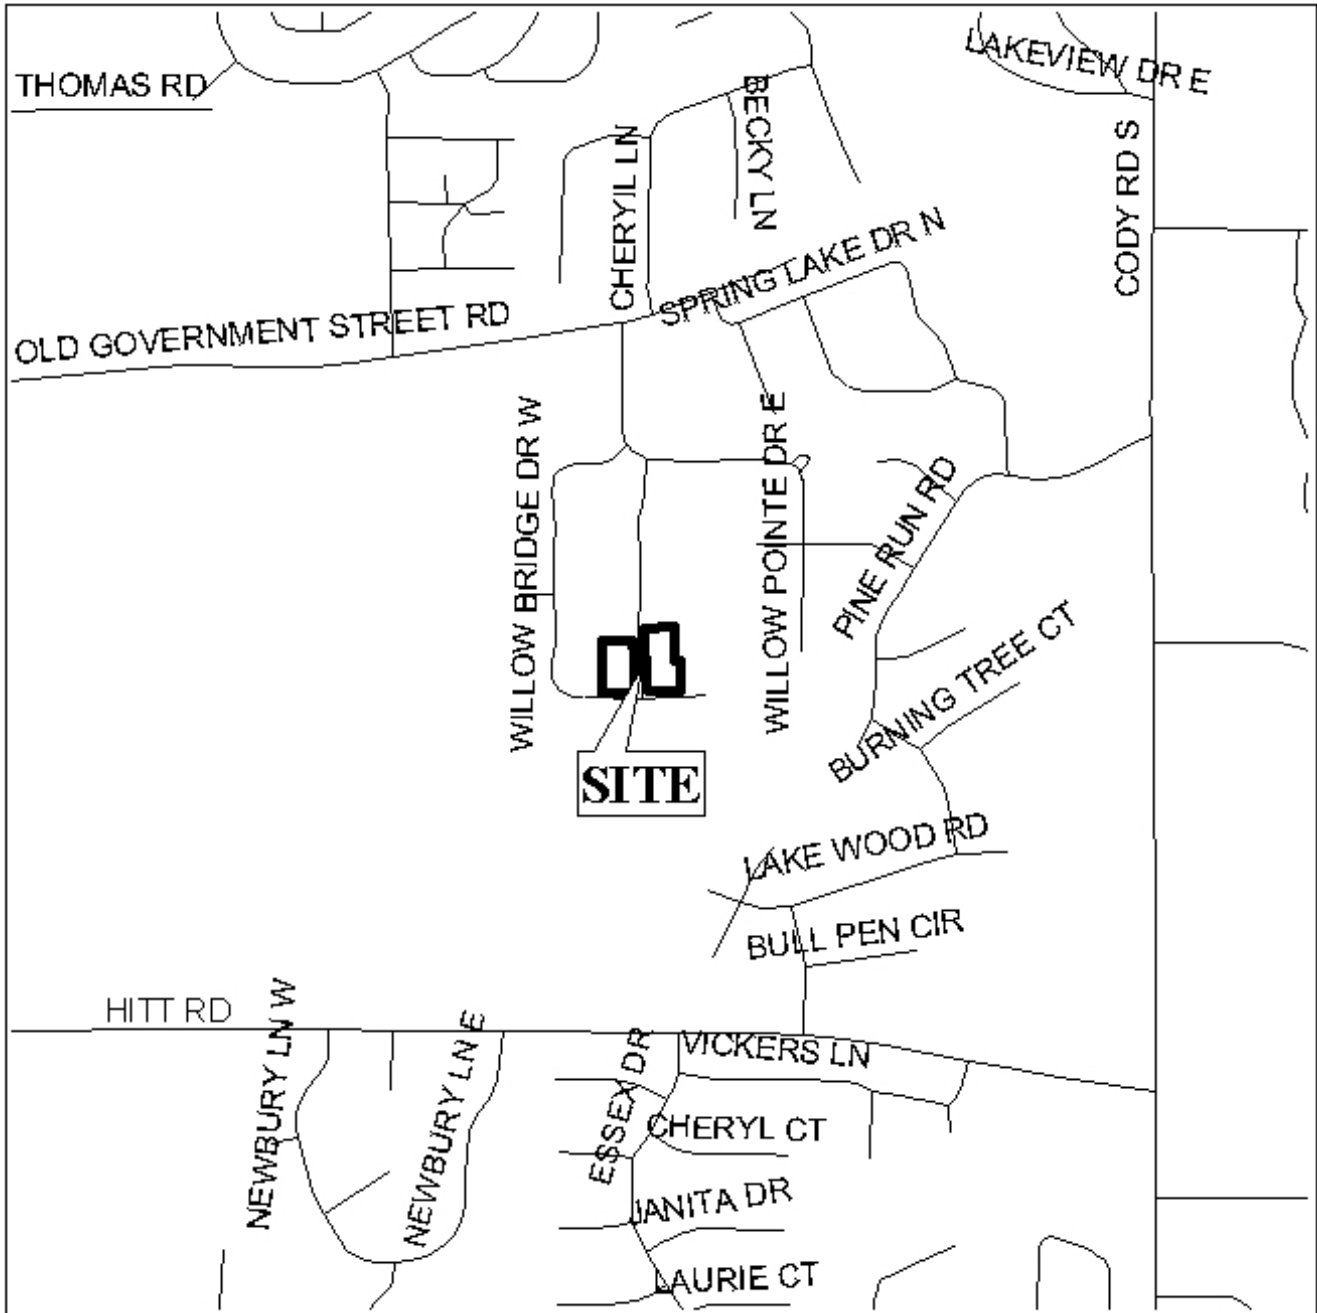 LAKEVIEW DR E
THOMAS RD
BECKY LN
CHERYIL LN
CODY RD S
SPRING LAKE DR N
OLD GOVERNMENT STREET RD
WILLOW BRIDGE DR W
WILLOW POINTE DR E
PINE RUN RD
BURNING TREE CT
SITE
LAKE WOOD RD
BULL PEN CIR
HITT RD
NEWBURY LN W
NEWBURY LN E
ESSEX DR
VICKERS LN
CHERYL CT
JANITA DR
LAURIE CT